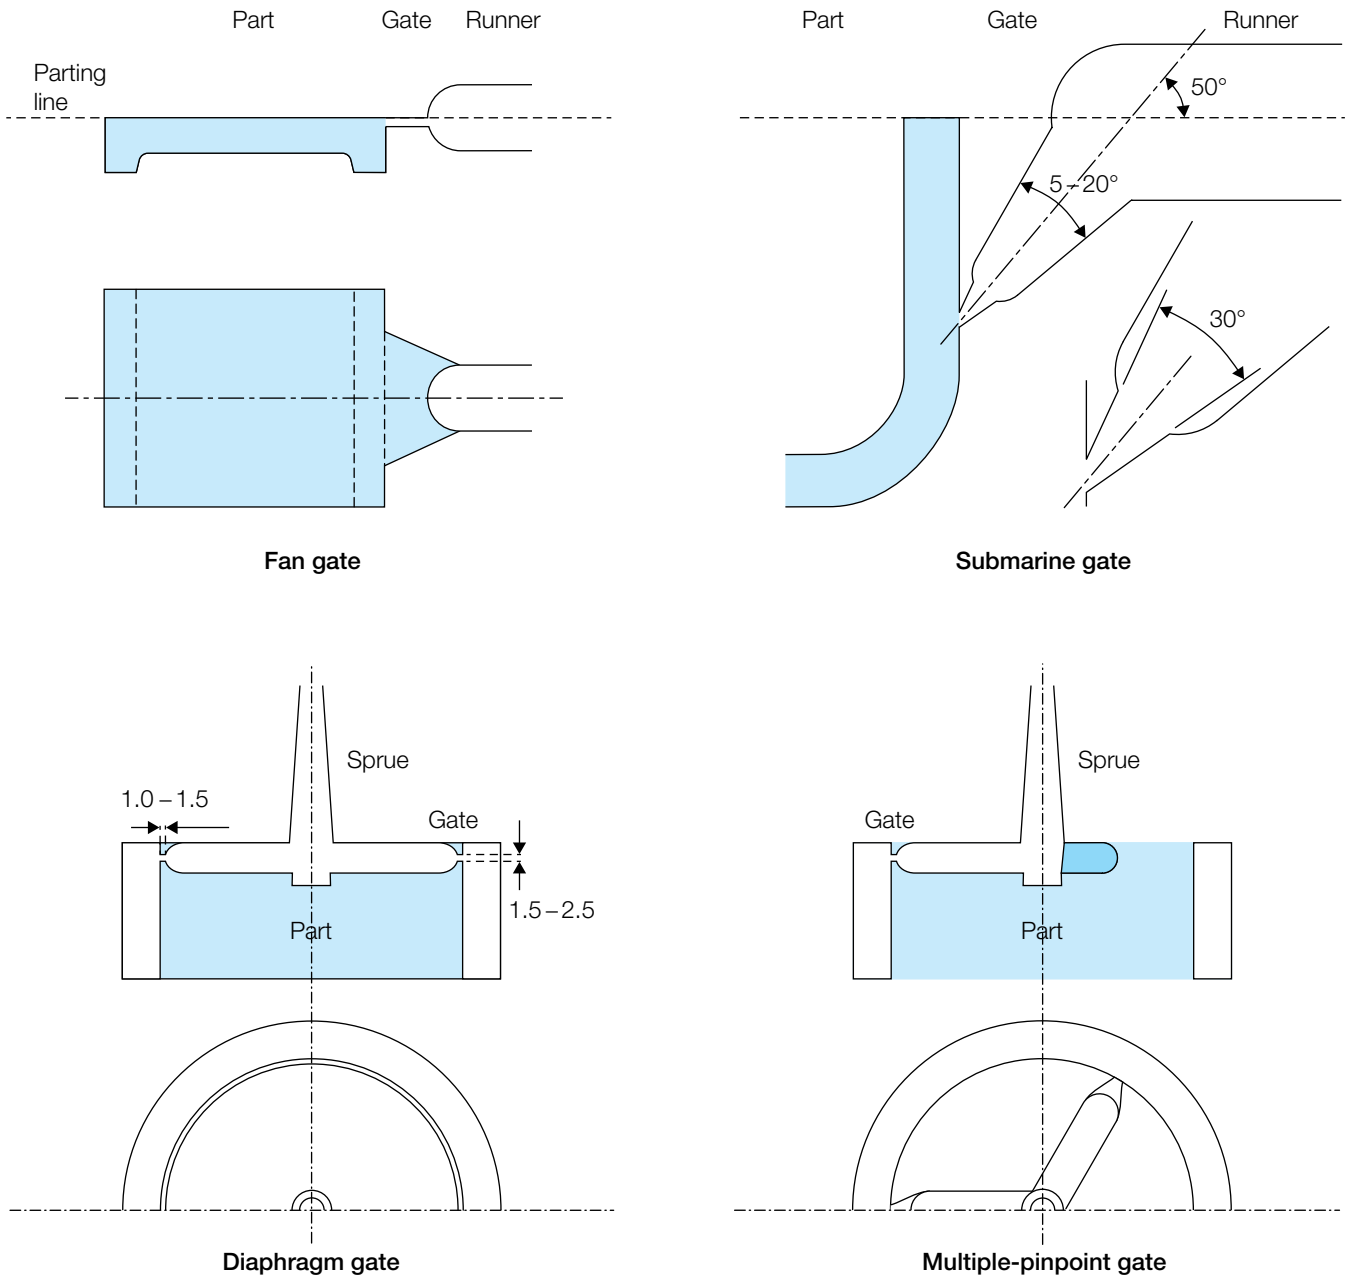 Part Gate Runner
Parting
line
Fan gate
Part Gate Runner
50°
5–20°
30°
Submarine gate
Sprue
1.0–1.5
Gate
1.5–2.5
Part
Diaphragm gate
Sprue
Gate
Part
Multiple-pinpoint gate